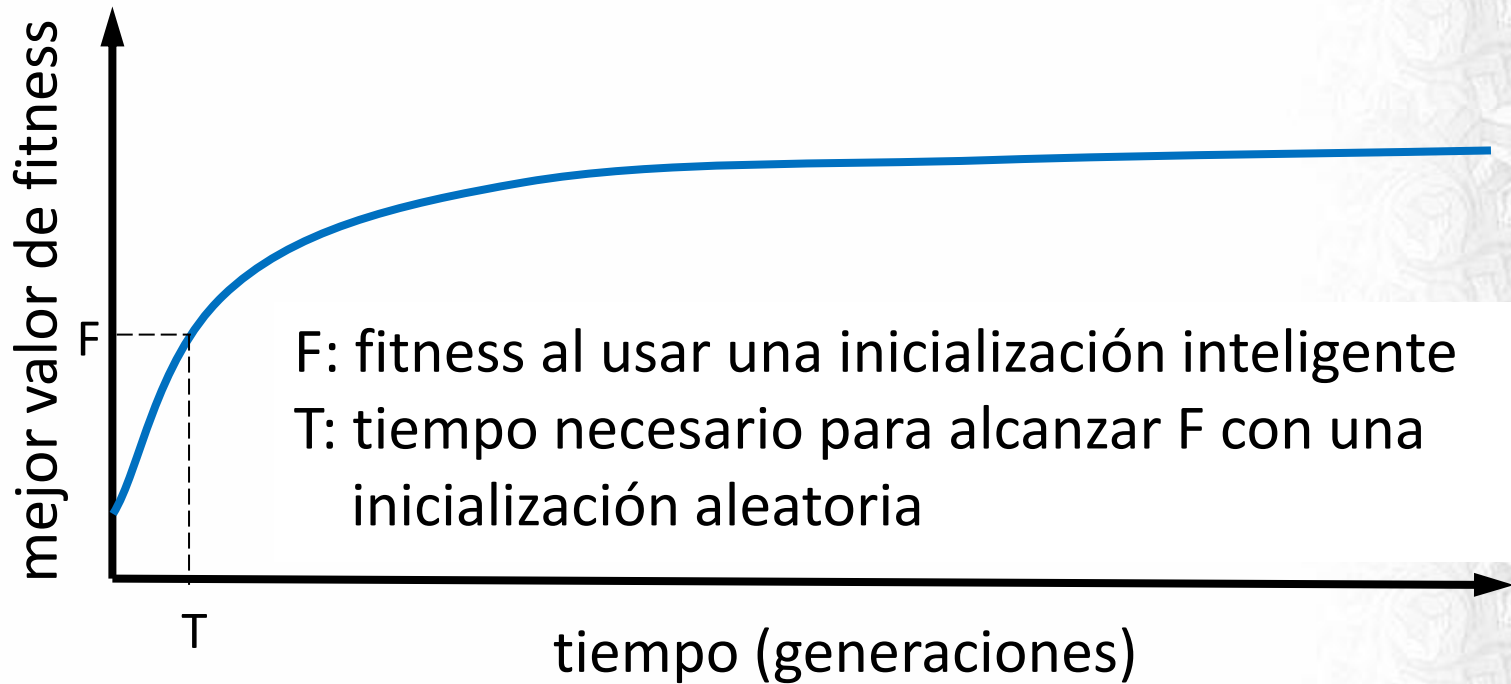 mejor valor de fitness
F
F: fitness al usar una inicialización inteligente
T: tiempo necesario para alcanzar F con una
inicialización aleatoria
T
tiempo (generaciones)